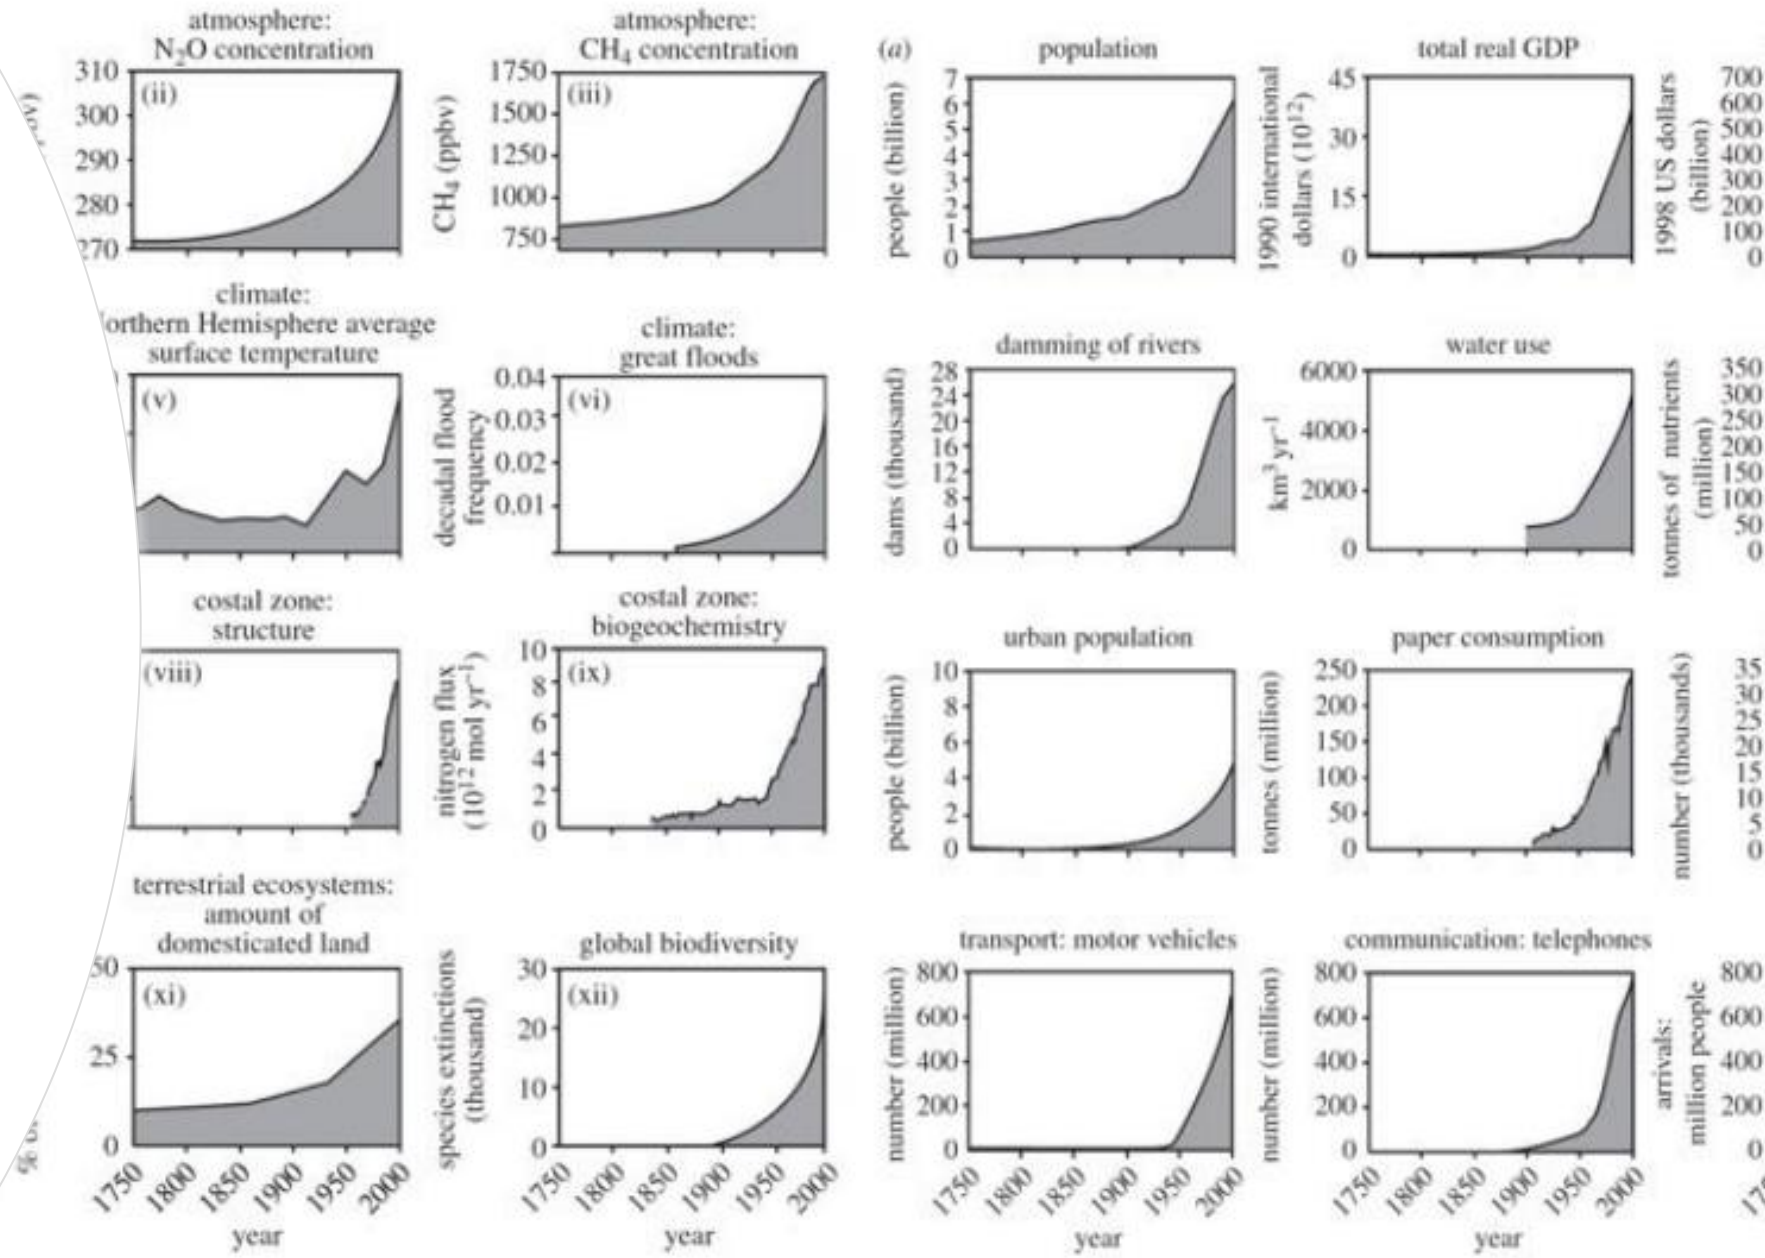 atmosphere:
N₂O concentration
310
300
290
280
270
(ii)
atmosphere:
CH₄ concentration
CH₄ (ppbv)
1750
1500
1250
1000
750
(iii)
(a)
population
people (billion)
7
6
5
4
3
2
1
0
total real GDP
1990 international
dollars (10¹²)
45
30
15
0
1998 US dollars
(billion)
700
600
500
400
300
200
100
0
climate:
orthern Hemisphere average
surface temperature
(v)
climate:
great floods
decadal flood
frequency
0.04
0.03
0.02
0.01
(vi)
damming of rivers
dams (thousand)
28
24
20
16
12
8
4
0
water use
km³ yr⁻¹
6000
4000
2000
0
tonnes of nutrients
(million)
350
300
250
200
150
100
50
0
costal zone:
structure
(viii)
costal zone:
biogeochemistry
nitrogen flux
(10¹² mol yr⁻¹)
10
8
6
4
2
0
(ix)
urban population
people (billion)
10
8
6
4
2
0
paper consumption
tonnes (million)
250
200
150
100
50
0
number (thousands)
35
30
25
20
15
10
5
0
terrestrial ecosystems:
amount of
domesticated land
50
25
0
(xi)
1750 1800 1850 1900 1950 2000
year
global biodiversity
species extinctions
(thousand)
30
20
10
0
(xii)
1750 1800 1850 1900 1950 2000
year
transport: motor vehicles
number (million)
800
600
400
200
0
1750 1800 1850 1900 1950 2000
year
communication: telephones
number (million)
800
600
400
200
0
1750 1800 1850 1900 1950 2000
year
arrivals:
million people
800
600
400
200
0